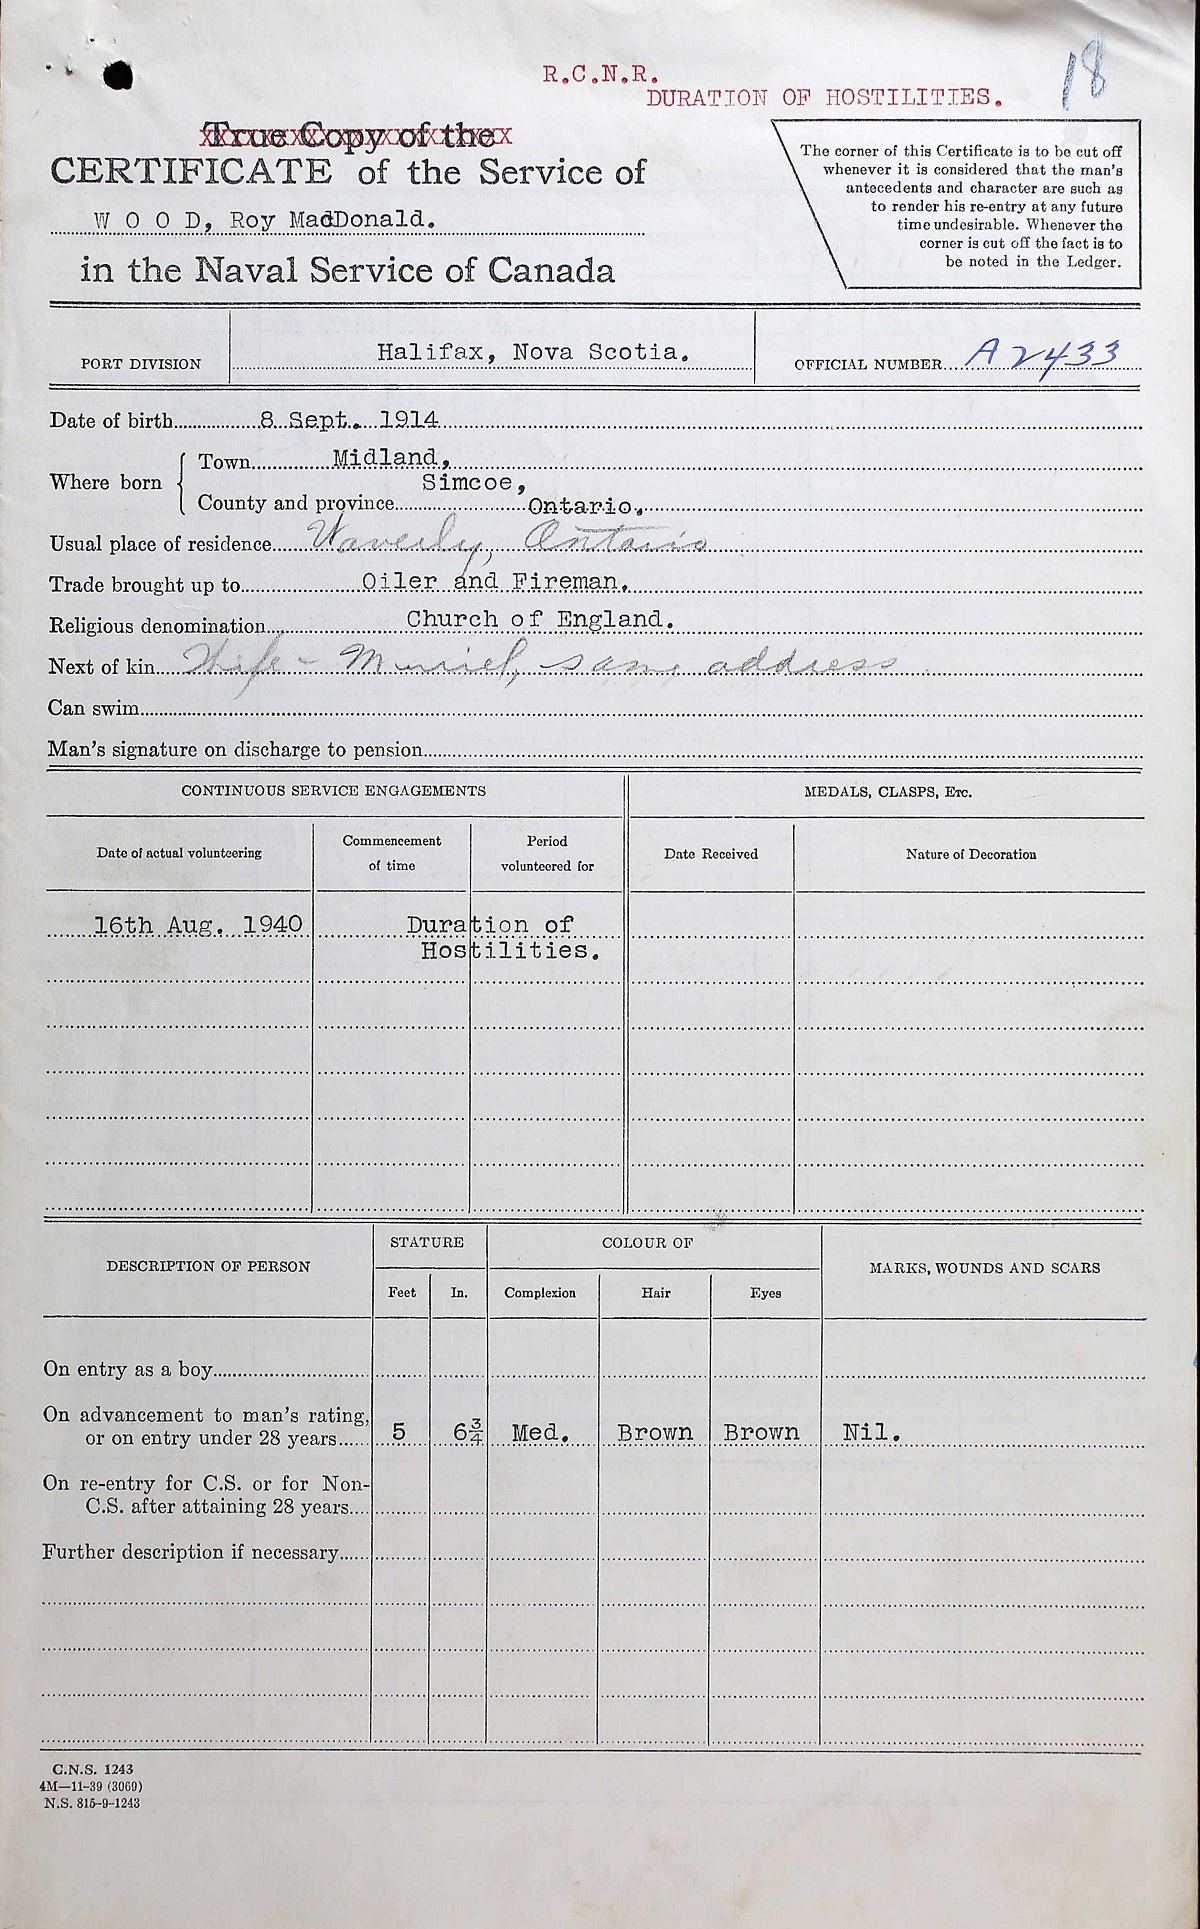 18
R.C.N.R.
DURATION OF HOSTILITIES.
True Copy of the
CERTIFICATE of the Service of
W O O D, Roy MacDonald.
in the Naval Service of Canada
The corner of this Certificate is to be cut off
whenever it is considered that the man's
antecedents and character are such as
to render his re-entry at any future
time undesirable. Whenever the
corner is cut off the fact is to
be noted in the Ledger.
PORT DIVISION Halifax, Nova Scotia. OFFICIAL NUMBER A2433
Date of birth 8 Sept. 1914
Where born Town Midland,
Simcoe,
County and province Ontario.
Usual place of residence Waverly, Ontario
Trade brought up to Oiler and Fireman.
Religious denomination Church of England.
Next of kin Wife - Muriel, same address
Can swim
Man's signature on discharge to pension
CONTINUOUS SERVICE ENGAGEMENTS MEDALS, CLASPS, Etc.
Date of actual volunteering Commencement of time Period volunteered for Date Received Nature of Decoration
16th Aug. 1940 Duration of
Hostilities.
DESCRIPTION OF PERSON STATURE COLOUR OF MARKS, WOUNDS AND SCARS
Feet In. Complexion Hair Eyes
On entry as a boy
On advancement to man's rating,
or on entry under 28 years 5 6¾ Med. Brown Brown Nil.
On re-entry for C.S. or for Non-
C.S. after attaining 28 years
Further description if necessary
C.N.S. 1243
4M—11-39 (3069)
N.S. 815-9-1243